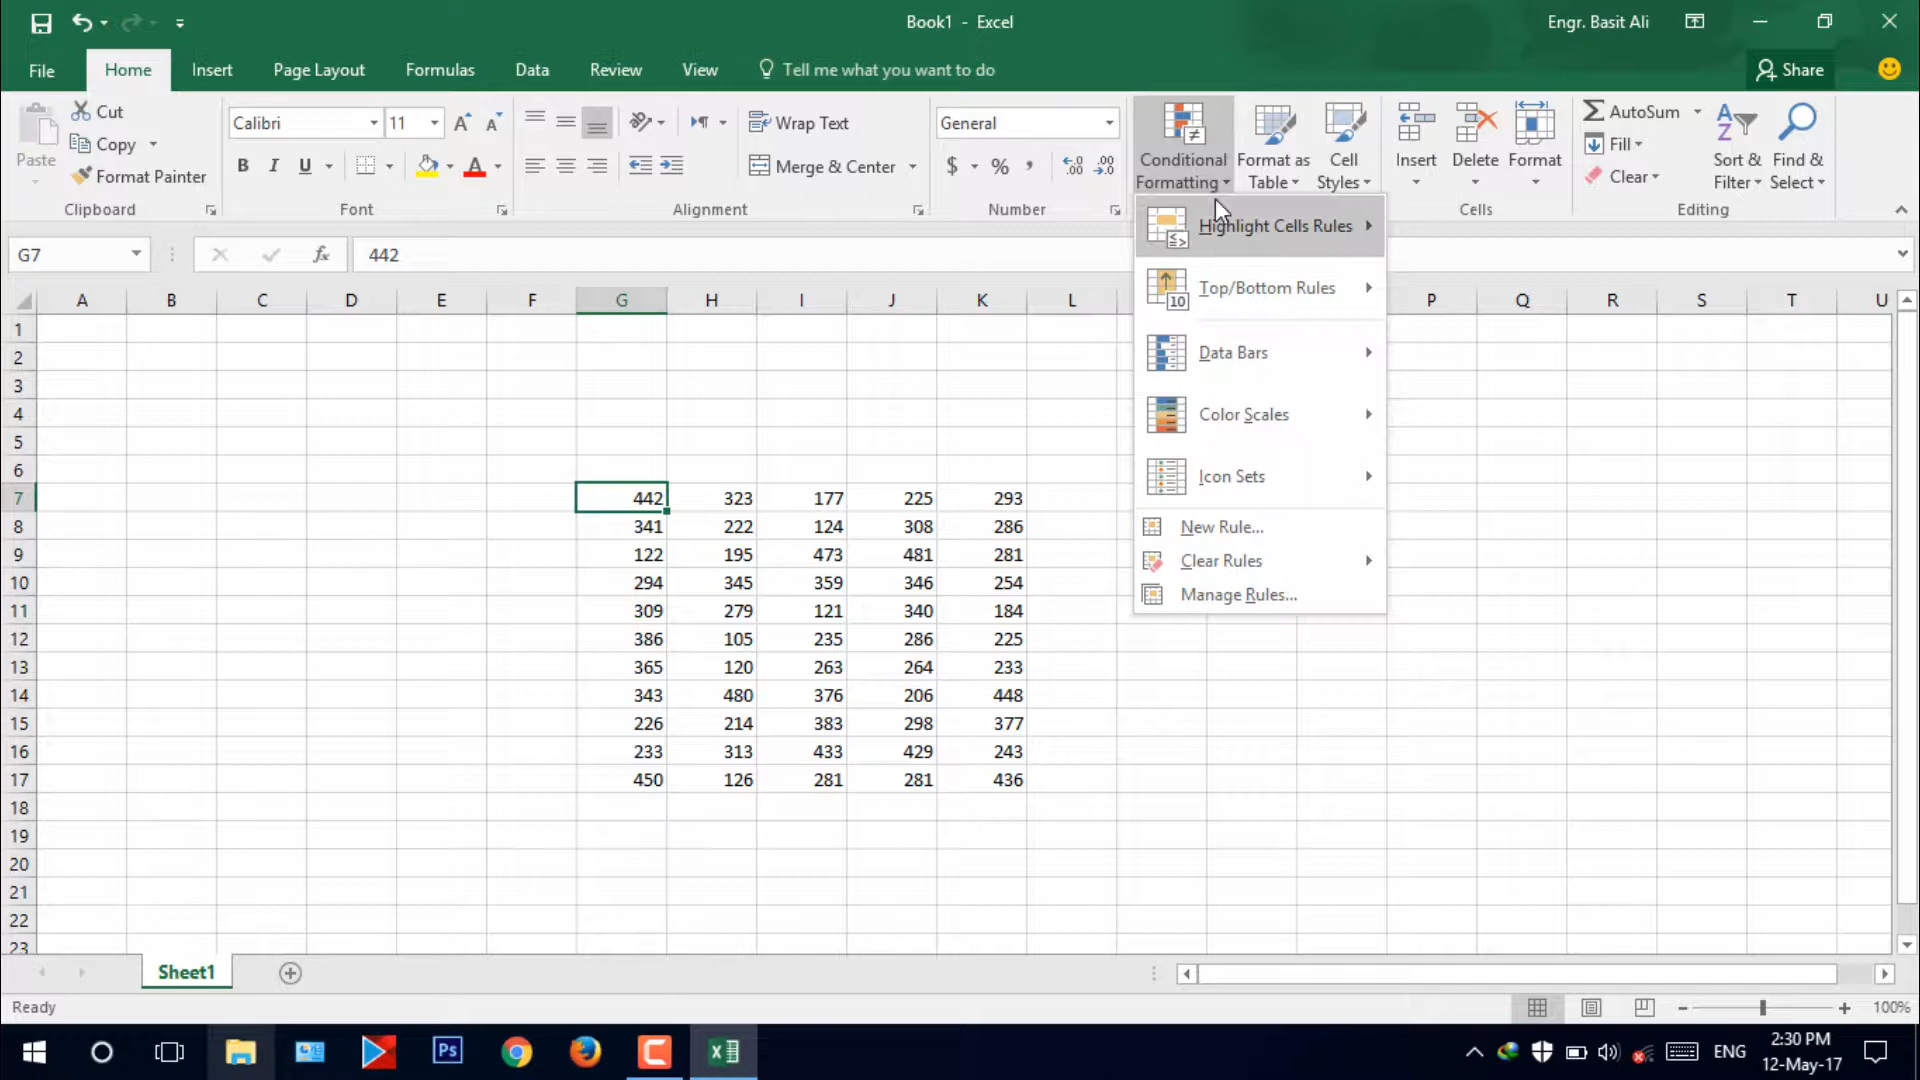 Book1 - Excel
Engr. Basit Ali
File Home Insert Page Layout Formulas Data Review View Tell me what you want to do Share
Paste
Cut
Copy
Format Painter
Clipboard
Calibri 11
B I U A
Font
Wrap Text
Merge & Center
Alignment
General
$ % ,
Number
Conditional Formatting
Format as Table
Cell Styles
Insert Delete Format
Cells
AutoSum
Fill
Clear
Sort & Filter
Find & Select
Editing
Highlight Cells Rules
Top/Bottom Rules
Data Bars
Color Scales
Icon Sets
New Rule...
Clear Rules
Manage Rules...
G7 fx 442
A B C D E F G H I J K L P Q R S T U
1
2
3
4
5
6
7 442 323 177 225 293
8 341 222 124 308 286
9 122 195 473 481 281
10 294 345 359 346 254
11 309 279 121 340 184
12 386 105 235 286 225
13 365 120 263 264 233
14 343 480 376 206 448
15 226 214 383 298 377
16 233 313 433 429 243
17 450 126 281 281 436
18
19
20
21
22
23
Sheet1
Ready
100%
Ps
ENG
2:30 PM
12-May-17